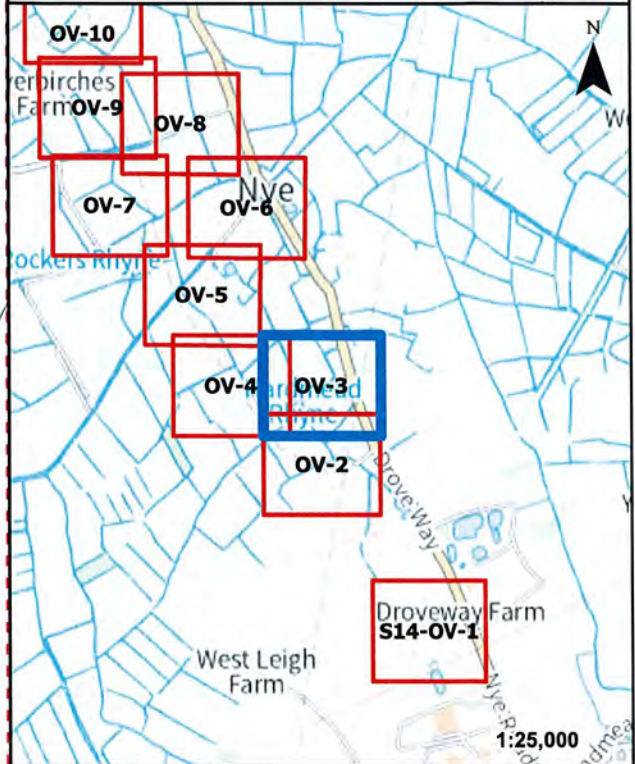 OV-10
N
Farm
OV-9
OV-8
OV-7
Nye
OV-6
Rhyne
OV-5
OV-4
OV-3
Rhyne
OV-2
Drove Way
Droveway Farm
S14-OV-1
West Leigh
Farm
1:25,000